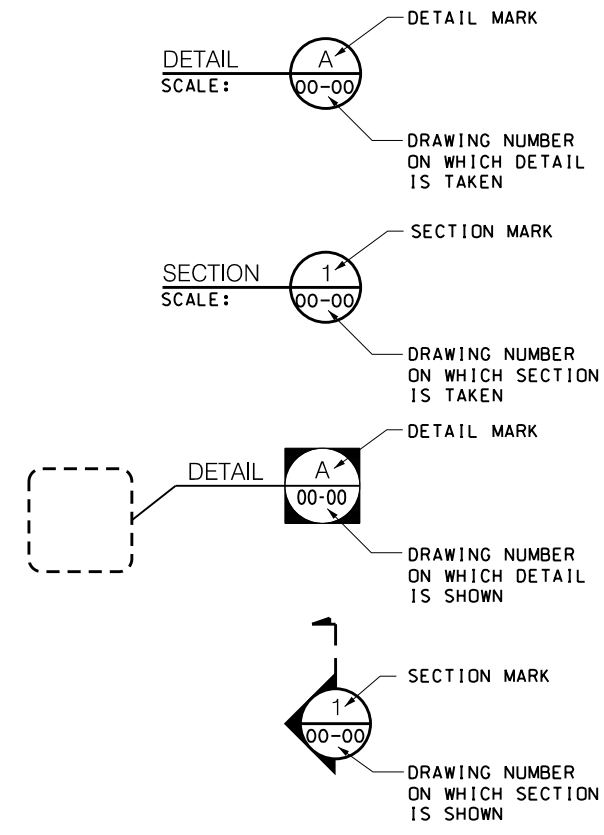 DETAIL MARK
DETAIL
A
SCALE:
00-00
DRAWING NUMBER
ON WHICH DETAIL
IS TAKEN
SECTION MARK
SECTION
1
SCALE:
00-00
DRAWING NUMBER
ON WHICH SECTION
IS TAKEN
DETAIL MARK
DETAIL
A
00-00
DRAWING NUMBER
ON WHICH DETAIL
IS SHOWN
SECTION MARK
1
00-00
DRAWING NUMBER
ON WHICH SECTION
IS SHOWN